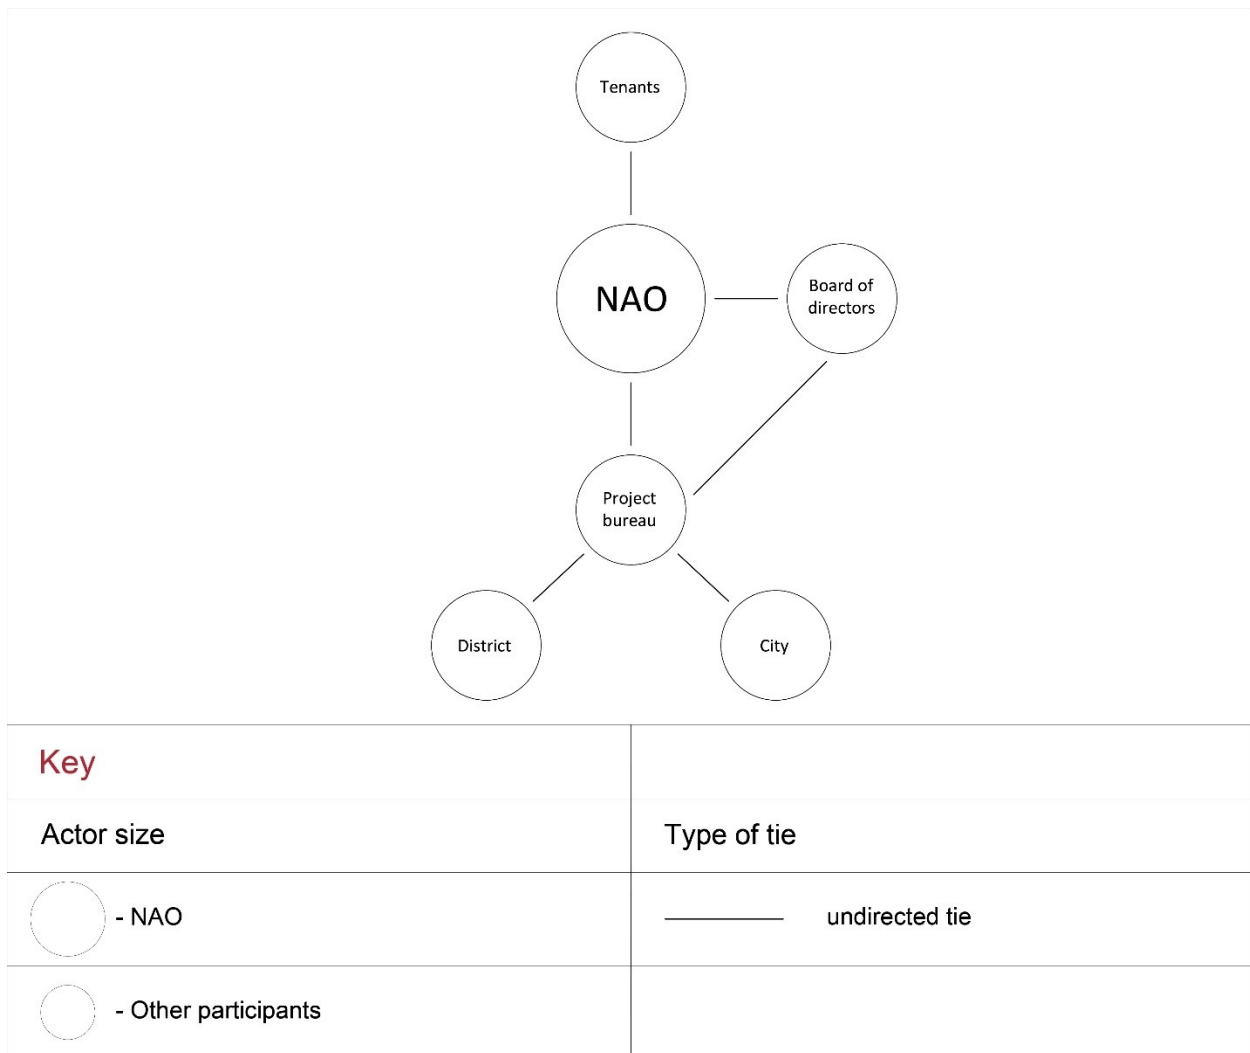 Tenants
NAO
Board of
directors
Project
bureau
District
City
Key
Actor size
Type of tie
- NAO
undirected tie
- Other participants